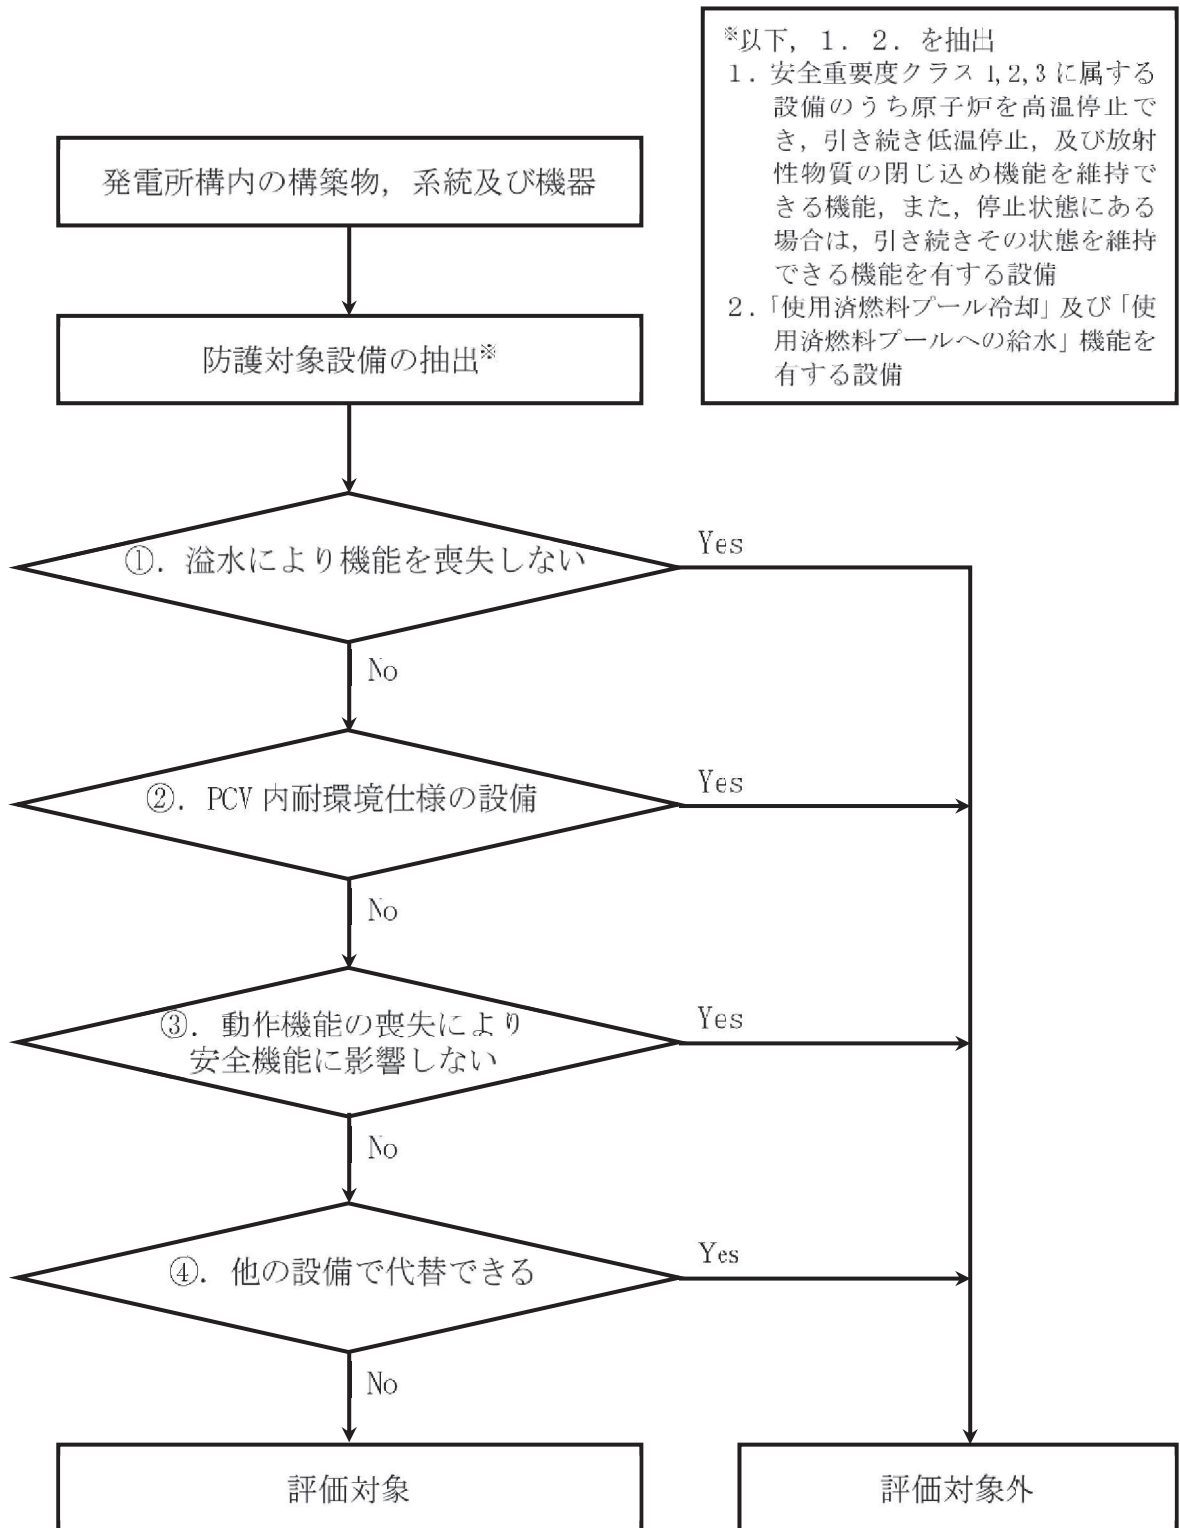 ※以下，１．２．を抽出
１．安全重要度クラス 1,2,3 に属する
設備のうち原子炉を高温停止で
き，引き続き低温停止，及び放射
性物質の閉じ込め機能を維持で
きる機能，また，停止状態にある
場合は，引き続きその状態を維持
できる機能を有する設備
２．「使用済燃料プール冷却」及び「使
用済燃料プールへの給水」機能を
有する設備
発電所構内の構築物，系統及び機器
防護対象設備の抽出※
①．溢水により機能を喪失しない
Yes
No
②．PCV 内耐環境仕様の設備
Yes
No
③．動作機能の喪失により
安全機能に影響しない
Yes
No
④．他の設備で代替できる
Yes
No
評価対象
評価対象外